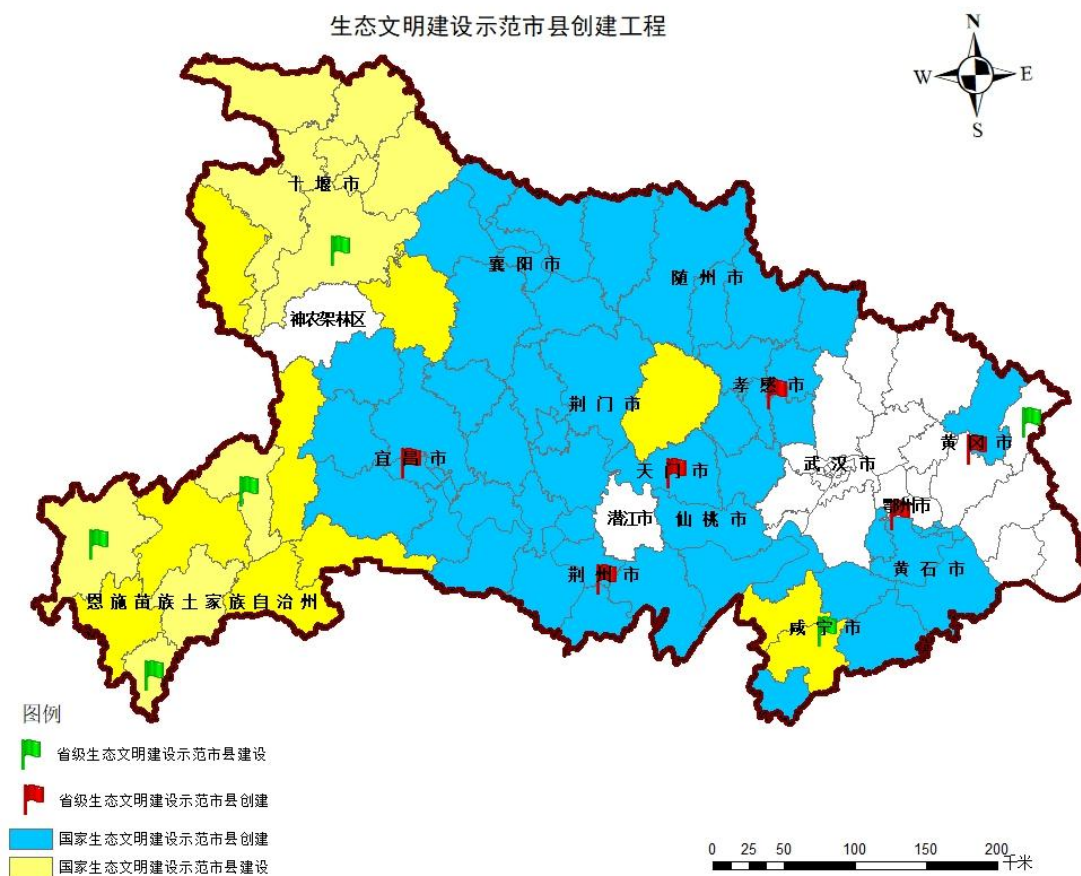 生态文明建设示范市县创建工程
N
W
E
S
十堰市
襄阳市
随州市
神农架林区
孝感市
荆门市
黄冈市
宜昌市
武汉市
天门市
鄂州市
潜江市
仙桃市
黄石市
荆州市
恩施苗族土家族自治州
咸宁市
图例
省级生态文明建设示范市县建设
省级生态文明建设示范市县创建
国家生态文明建设示范市县创建
国家生态文明建设示范市县建设
0 25 50 100 150 200
千米